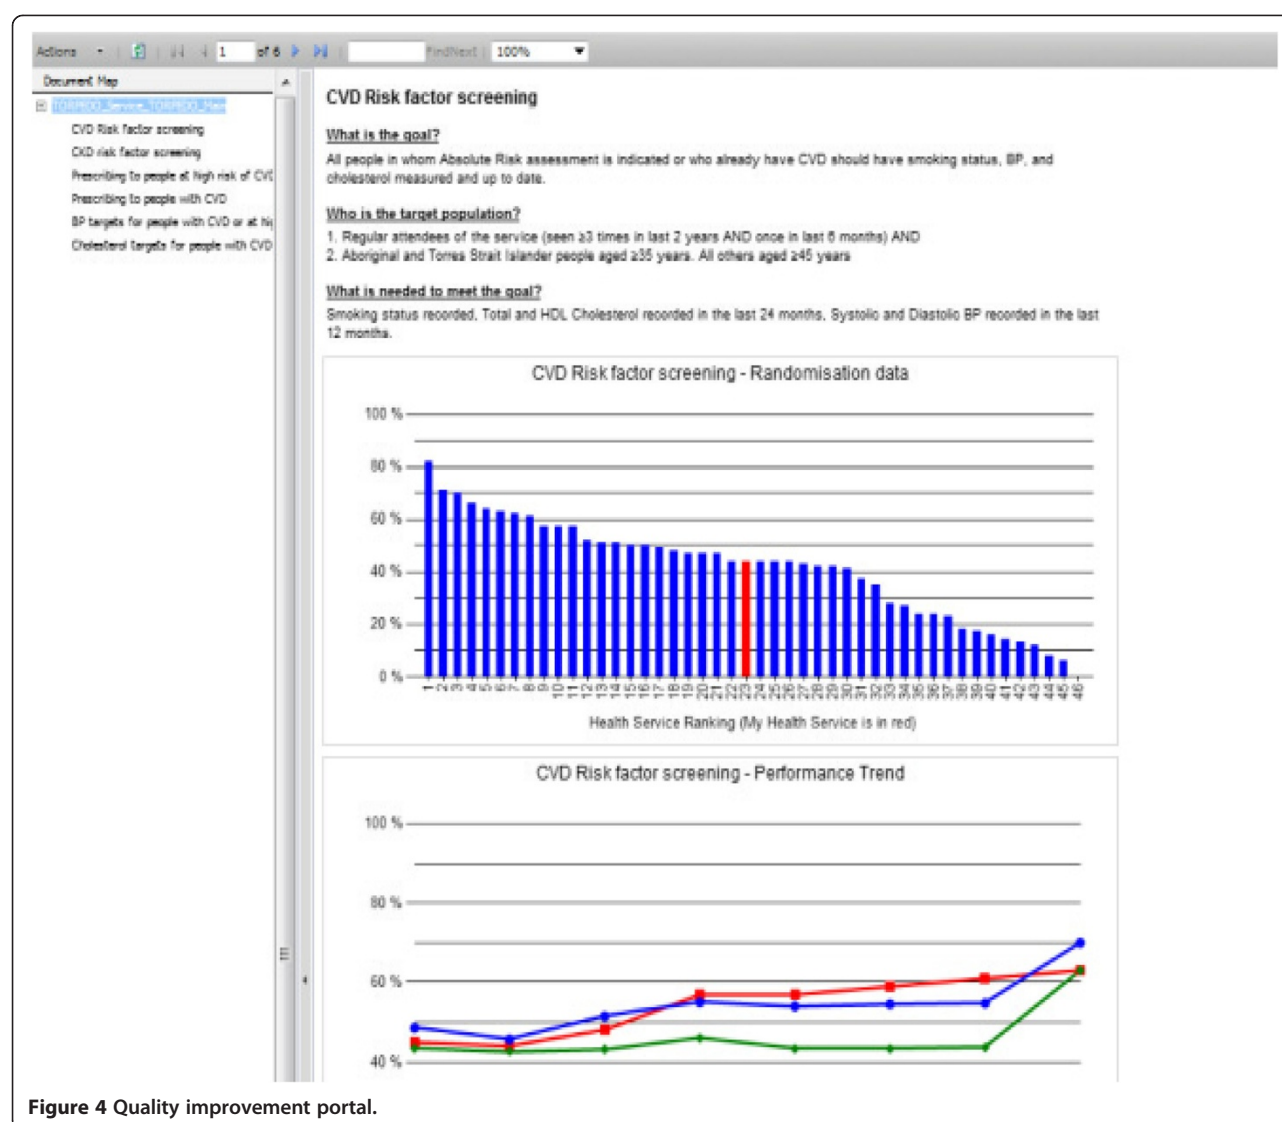 Actions
1 of 6
Find Next
100%
Document Map
TORPEDO_Service_TORPEDO_Main
CVD Risk factor screening
CKD risk factor screening
Prescribing to people at high risk of CVD
Prescribing to people with CVD
BP targets for people with CVD or at hig
Cholesterol targets for people with CVD
CVD Risk factor screening
What is the goal?
All people in whom Absolute Risk assessment is indicated or who already have CVD should have smoking status, BP, and
cholesterol measured and up to date.
Who is the target population?
1. Regular attendees of the service (seen ≥3 times in last 2 years AND once in last 6 months) AND
2. Aboriginal and Torres Strait Islander people aged ≥35 years. All others aged ≥45 years
What is needed to meet the goal?
Smoking status recorded, Total and HDL Cholesterol recorded in the last 24 months, Systolic and Diastolic BP recorded in the last
12 months.
CVD Risk factor screening - Randomisation data
100 %
80 %
60 %
40 %
20 %
0 %
1 2 3 4 5 6 7 8 9 10 11 12 13 14 15 16 17 18 19 20 21 22 23 24 25 26 27 28 29 30 31 32 33 34 35 36 37 38 39 40 41 42 43 44 45 46
Health Service Ranking (My Health Service is in red)
CVD Risk factor screening - Performance Trend
100 %
80 %
60 %
40 %
Figure 4 Quality improvement portal.